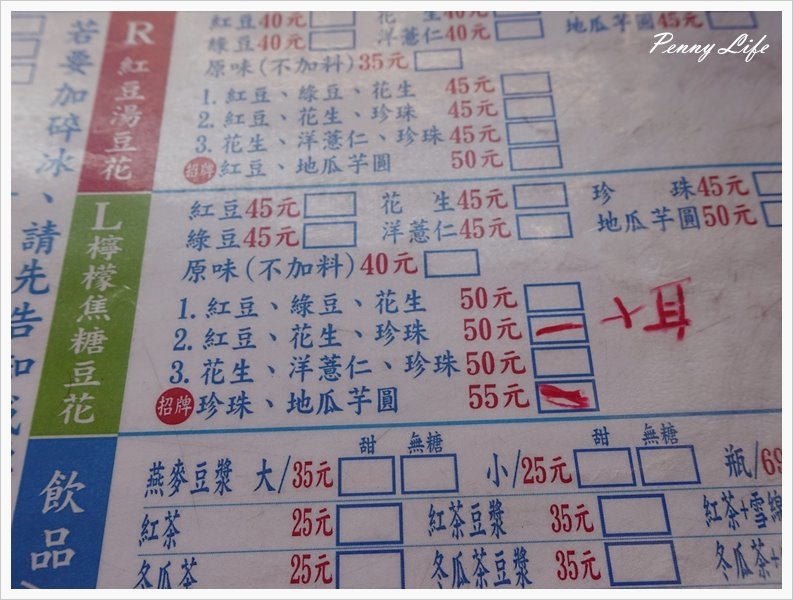 Penny Life
若要加碎冰、請先告知
R 紅豆湯豆花
紅豆40元 花 生40元
綠豆40元 洋薏仁40元 地瓜芋圓45元
原味(不加料)35元
1. 紅豆、綠豆、花生 45元
2. 紅豆、花生、珍珠 45元
3. 花生、洋薏仁、珍珠45元
招牌 紅豆、地瓜芋圓 50元
L 檸檬焦糖豆花
紅豆45元 花 生45元 珍 珠45元
綠豆45元 洋薏仁45元 地瓜芋圓50元
原味(不加料)40元
1. 紅豆、綠豆、花生 50元
2. 紅豆、花生、珍珠 50元
3. 花生、洋薏仁、珍珠50元
招牌 珍珠、地瓜芋圓 55元
飲品
甜 無糖 甜 無糖
燕麥豆漿 大/35元 小/25元 瓶/69
紅茶 25元 紅茶豆漿 35元 紅茶+雪綿
冬瓜茶 25元 冬瓜茶豆漿 35元 冬瓜茶+